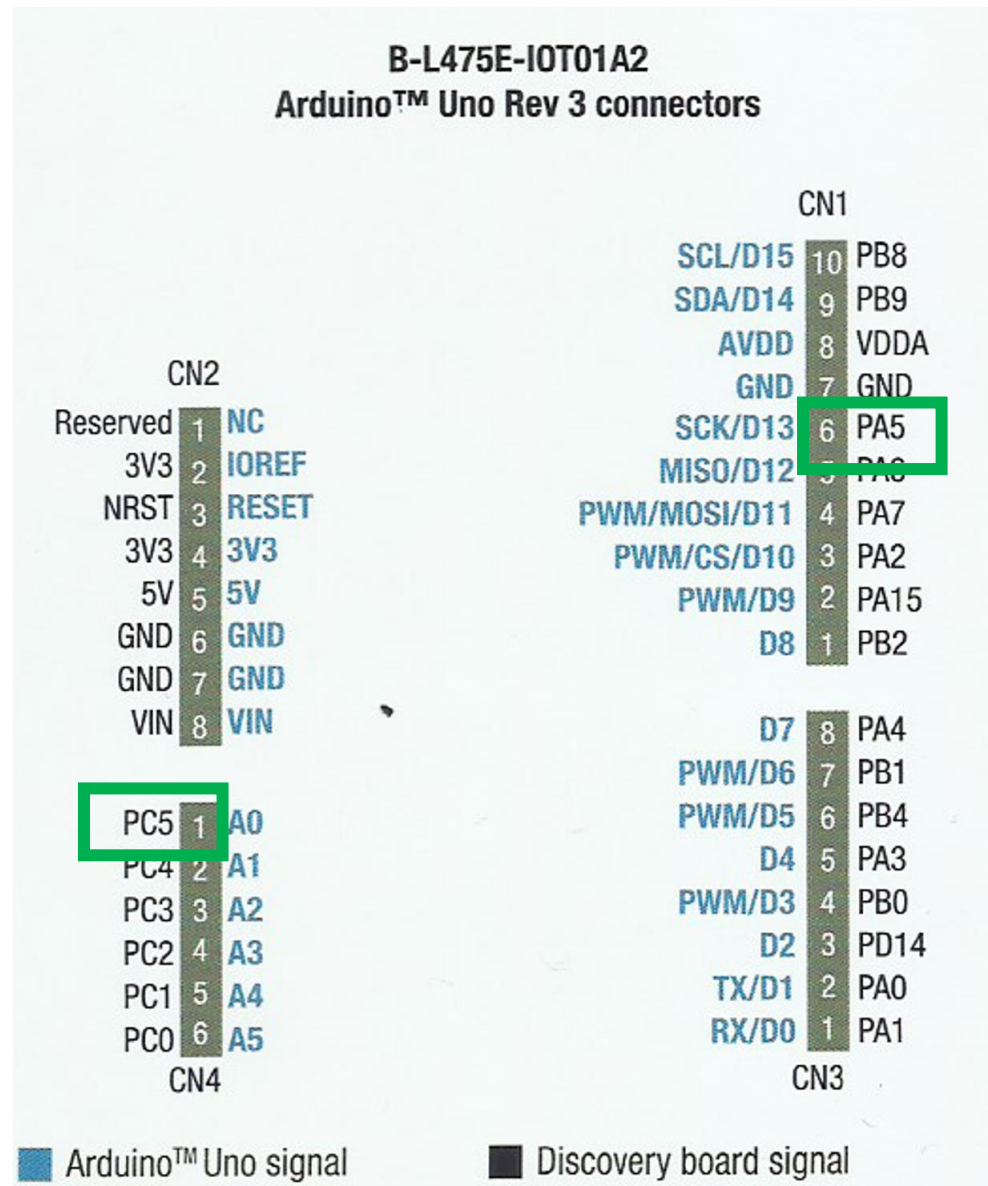 B-L475E-IOT01A2
Arduino™ Uno Rev 3 connectors
CN1
SCL/D15 10 PB8
SDA/D14 9 PB9
AVDD 8 VDDA
GND 7 GND
SCK/D13 6 PA5
MISO/D12 5 PA6
PWM/MOSI/D11 4 PA7
PWM/CS/D10 3 PA2
PWM/D9 2 PA15
D8 1 PB2
CN2
Reserved 1 NC
3V3 2 IOREF
NRST 3 RESET
3V3 4 3V3
5V 5 5V
GND 6 GND
GND 7 GND
VIN 8 VIN
PC5 1 A0
PC4 2 A1
PC3 3 A2
PC2 4 A3
PC1 5 A4
PC0 6 A5
CN4
D7 8 PA4
PWM/D6 7 PB1
PWM/D5 6 PB4
D4 5 PA3
PWM/D3 4 PB0
D2 3 PD14
TX/D1 2 PA0
RX/D0 1 PA1
CN3
Arduino™ Uno signal
Discovery board signal